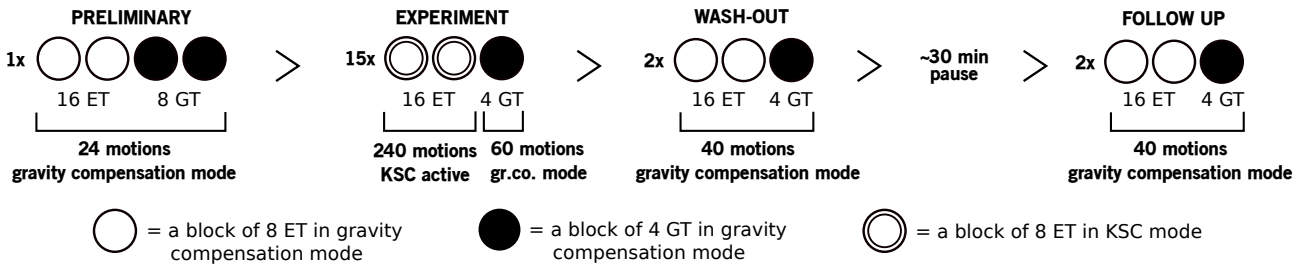 PRELIMINARY
EXPERIMENT
WASH-OUT
FOLLOW UP
1x
15x
2x
~30 min
pause
2x
16 ET 8 GT
16 ET 4 GT
16 ET 4 GT
16 ET 4 GT
24 motions
gravity compensation mode
240 motions
KSC active
60 motions
gr.co. mode
40 motions
gravity compensation mode
40 motions
gravity compensation mode
= a block of 8 ET in gravity
compensation mode
= a block of 4 GT in gravity
compensation mode
= a block of 8 ET in KSC mode